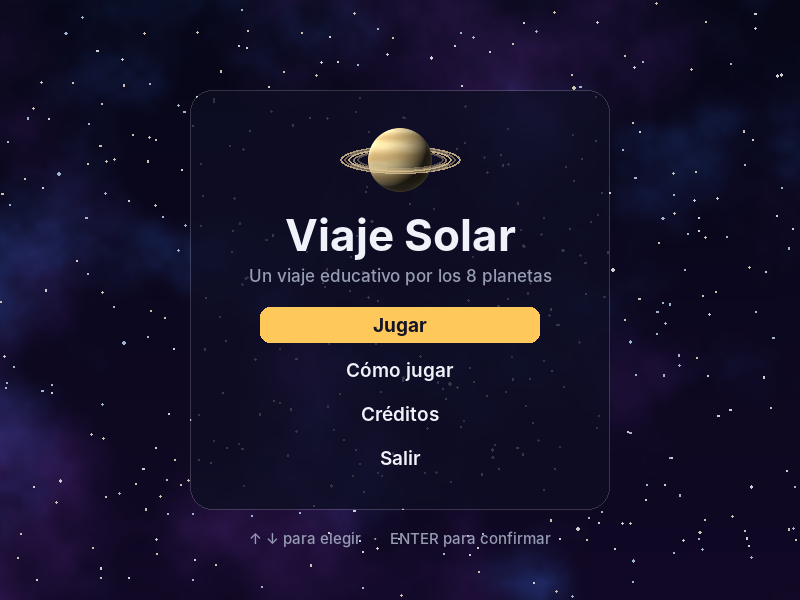 Viaje Solar
Un viaje educativo por los 8 planetas
Jugar
Cómo jugar
Créditos
Salir
↑ ↓ para elegir · ENTER para confirmar